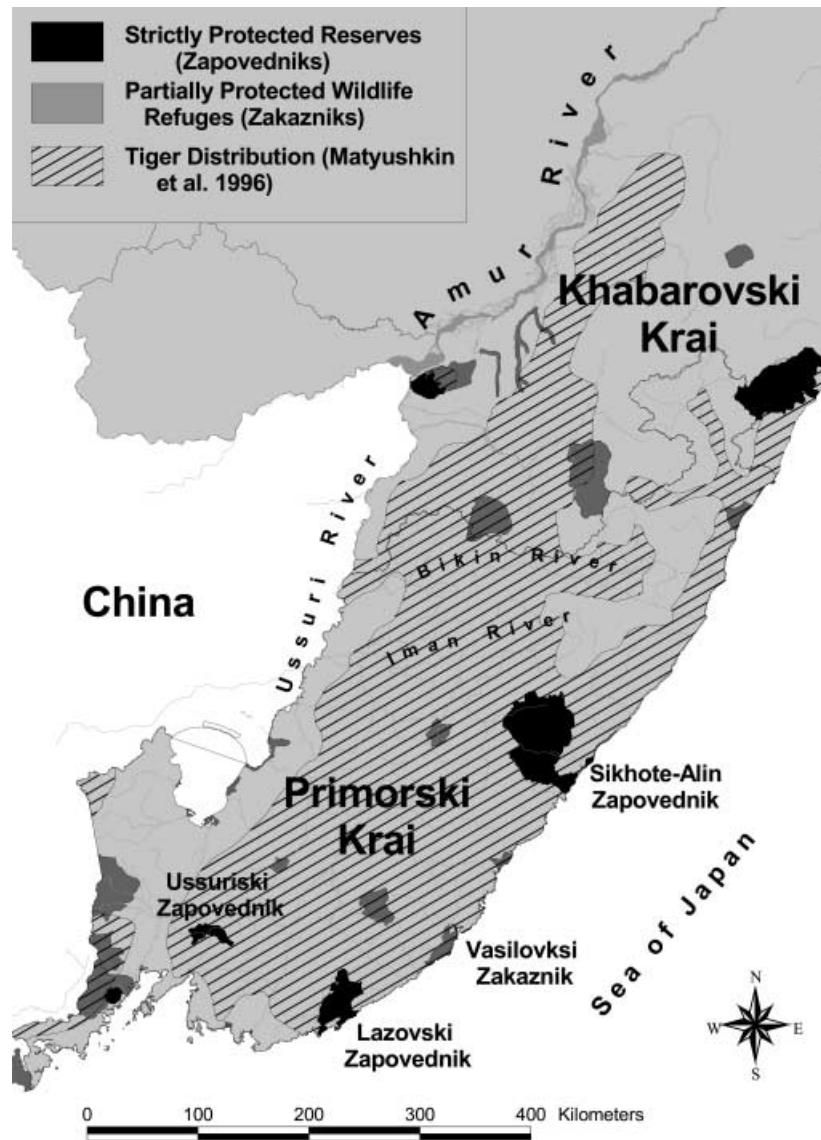 Strictly Protected Reserves
(Zapovedniks)
Partially Protected Wildlife
Refuges (Zakazniks)
Tiger Distribution (Matyushkin
et al. 1996)
Amur River
Khabarovski
Krai
Ussuri River
China
Bikin River
Iman River
Sikhote-Alin
Zapovednik
Primorski
Krai
Ussuriski
Zapovednik
Sea of Japan
Vasilovksi
Zakaznik
Lazovski
Zapovednik
N
W E
S
0 100 200 300 400 Kilometers